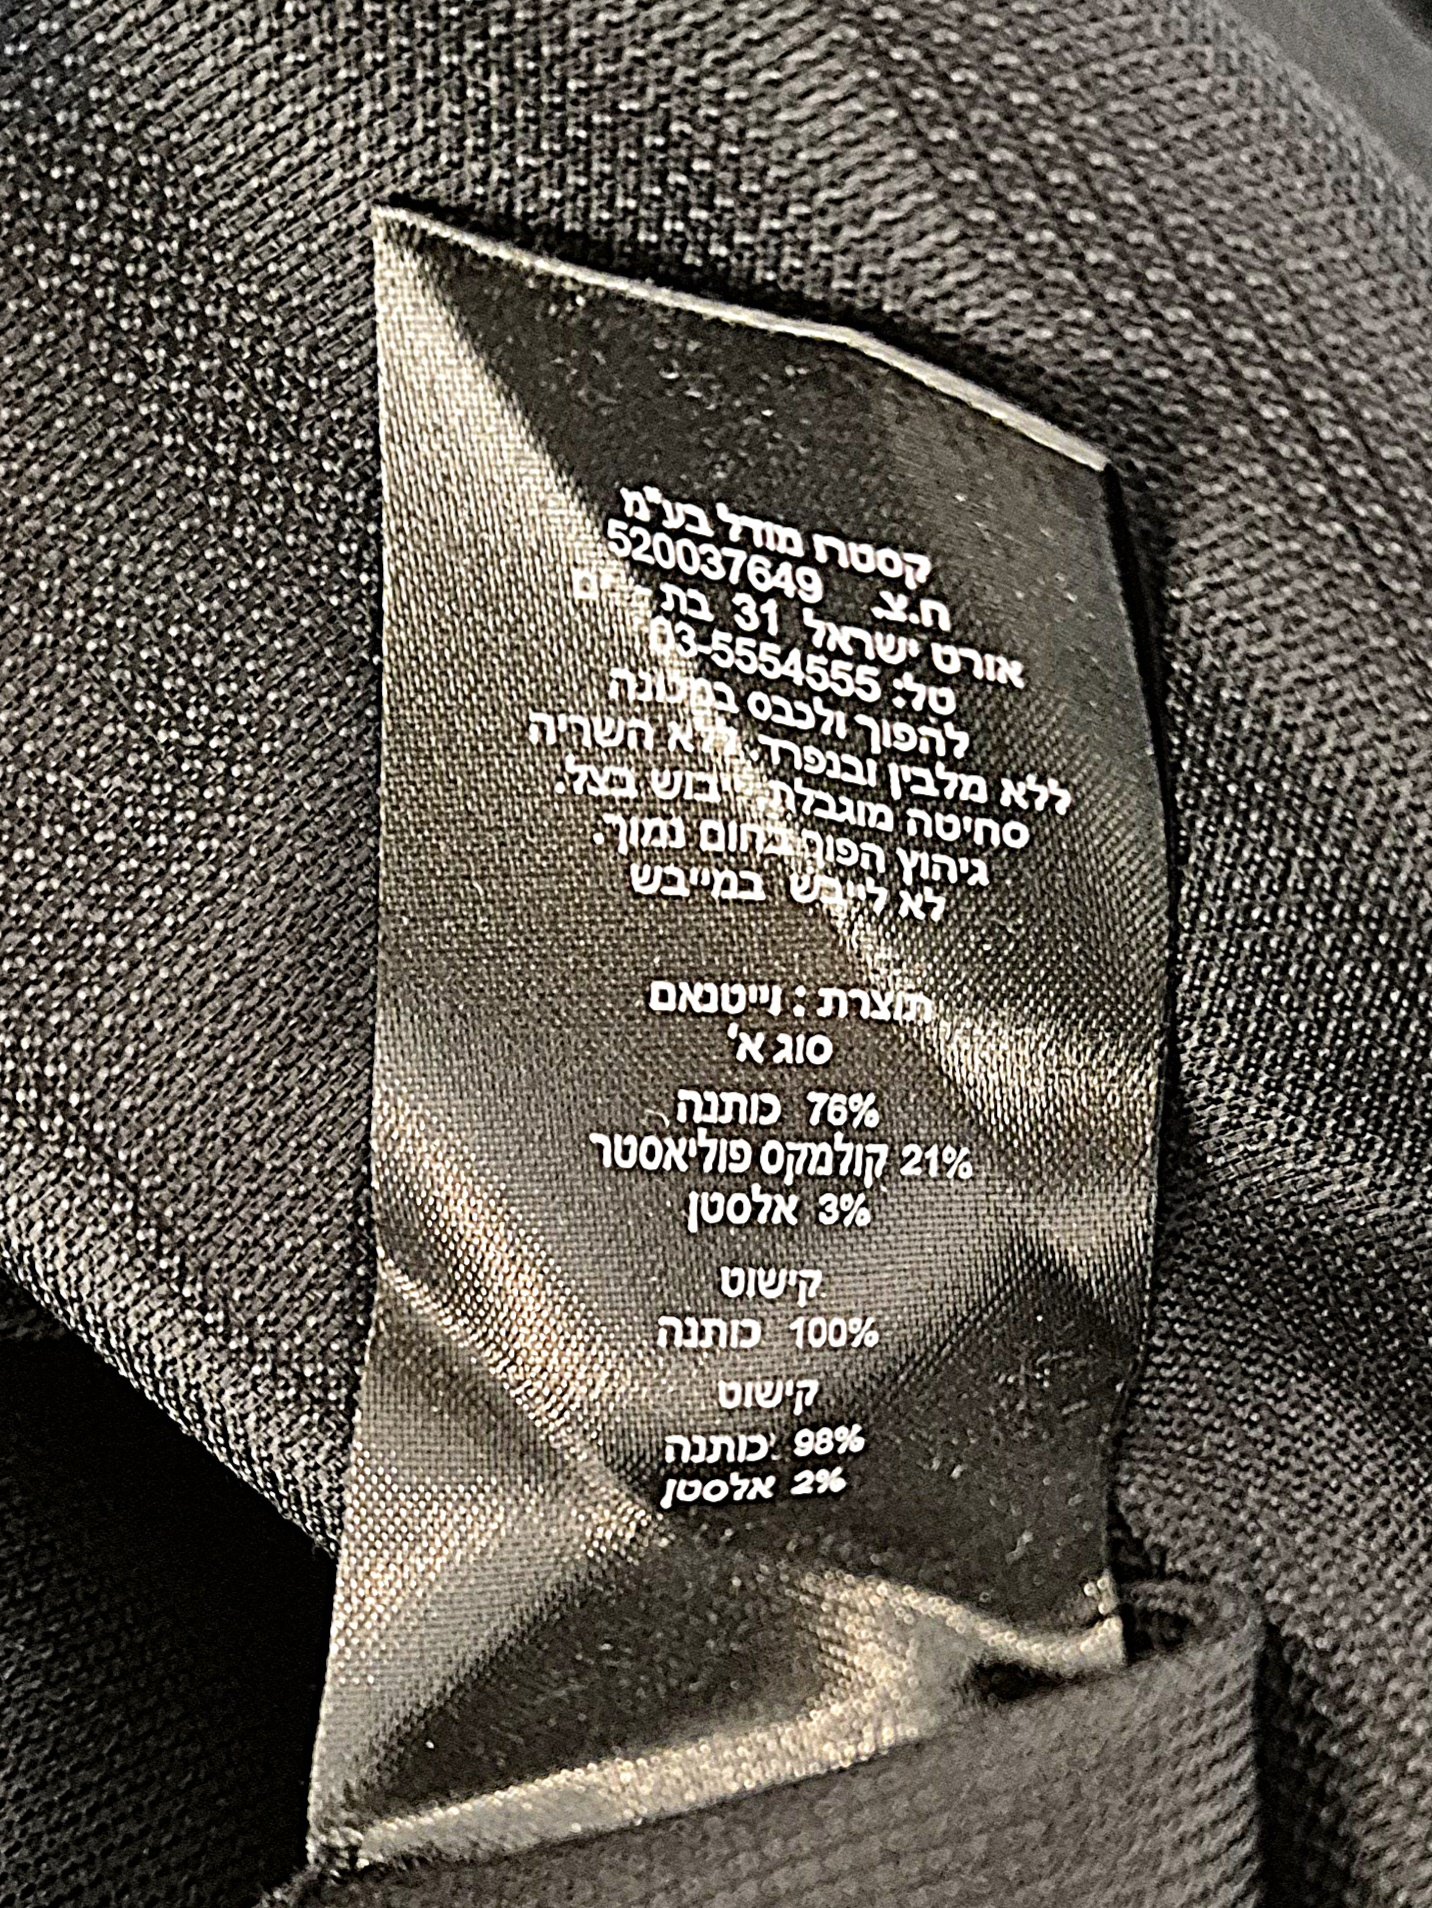 קסטרו מודל בע"מ
ח.צ. 520037649
אורט ישראל 31 בת
טל: 03-5554555
להפוך ולכבס במכונה
ללא מלבין ובנפרד, ללא השריה
סחיטה מוגבלת, ייבוש בצל.
גיהוץ הפוך בחום נמוך.
לא לייבש במייבש
תוצרת : וייטנאם
סוג א'
76% כותנה
21% קולמקס פוליאסטר
3% אלסטן
קישוט
100% כותנה
קישוט
98% כותנה
2% אלסטן